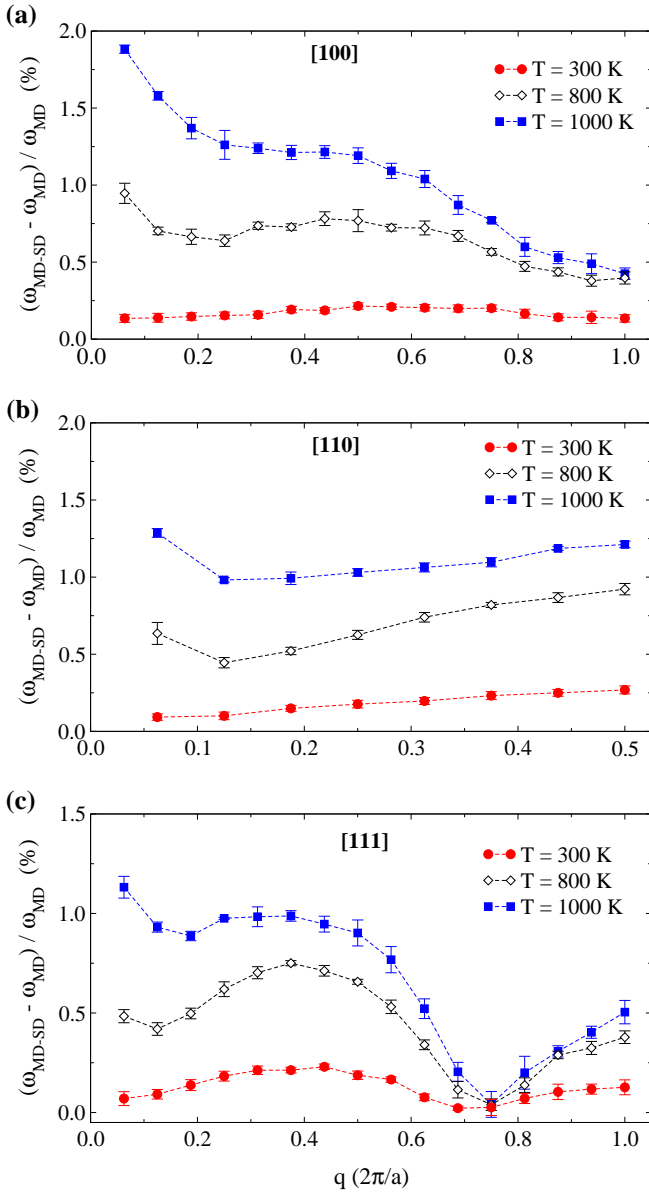 (a)
2.0
[100]
T = 300 K
T = 800 K
T = 1000 K
1.5
1.0
0.5
0.0
(ω_MD-SD - ω_MD) / ω_MD (%)
0.0 0.2 0.4 0.6 0.8 1.0
(b)
2.0
[110]
T = 300 K
T = 800 K
T = 1000 K
1.5
1.0
0.5
0.0
(ω_MD-SD - ω_MD) / ω_MD (%)
0.0 0.1 0.2 0.3 0.4 0.5
(c)
1.5
[111]
T = 300 K
T = 800 K
T = 1000 K
1.0
0.5
0.0
(ω_MD-SD - ω_MD) / ω_MD (%)
0.0 0.2 0.4 0.6 0.8 1.0
q (2π/a)